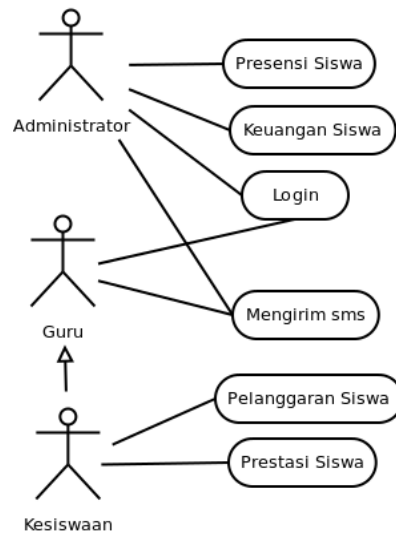 Presensi Siswa
Administrator
Keuangan Siswa
Login
Mengirim sms
Guru
Pelanggaran Siswa
Prestasi Siswa
Kesiswaan